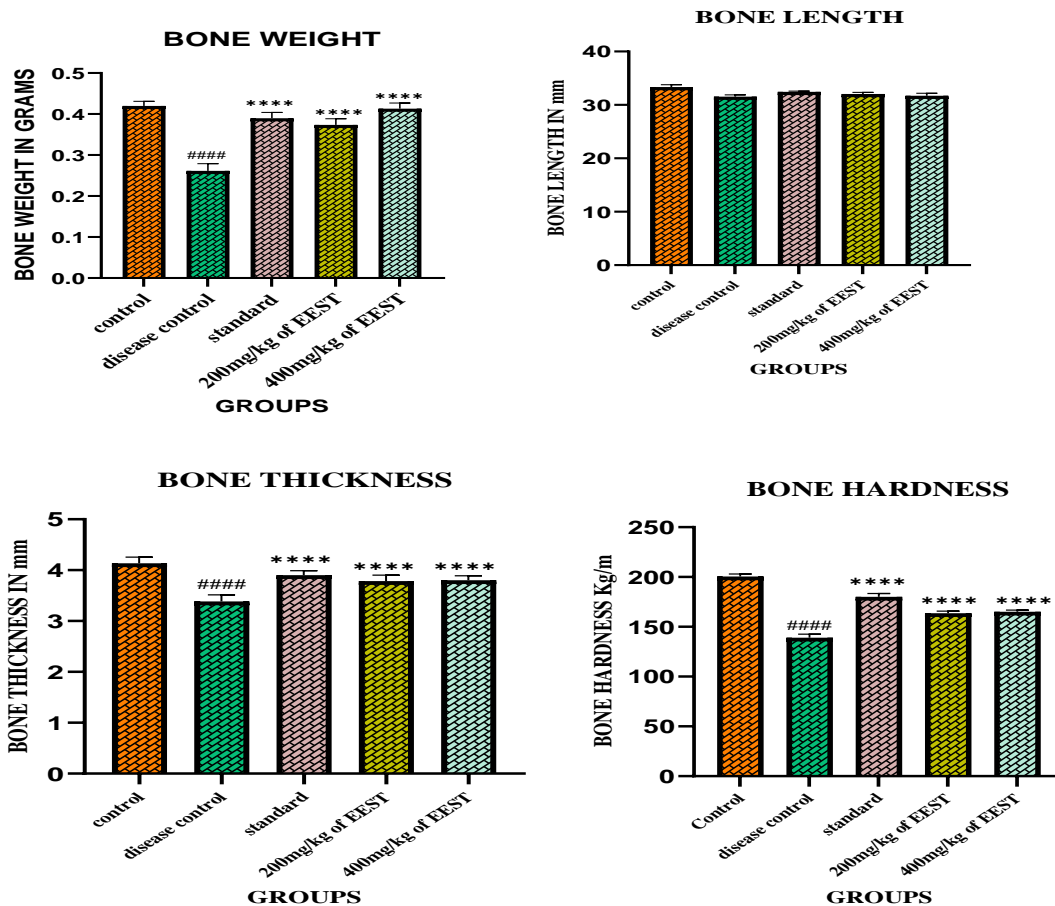 BONE WEIGHT
BONE WEIGHT IN GRAMS
0.5
0.4
0.3
0.2
0.1
0.0
####
****
****
****
control
disease control
standard
200mg/kg of EEST
400mg/kg of EEST
GROUPS
BONE LENGTH
BONE LENGTH IN mm
40
30
20
10
0
control
disease control
standard
200mg/kg of EEST
400mg/kg of EEST
GROUPS
BONE THICKNESS
BONE THICKNESS IN mm
5
4
3
2
1
0
####
****
****
****
control
disease control
standard
200mg/kg of EEST
400mg/kg of EEST
GROUPS
BONE HARDNESS
BONE HARDNESS Kg/m
250
200
150
100
50
0
####
****
****
****
Control
disease control
standard
200mg/kg of EEST
400mg/kg of EEST
GROUPS